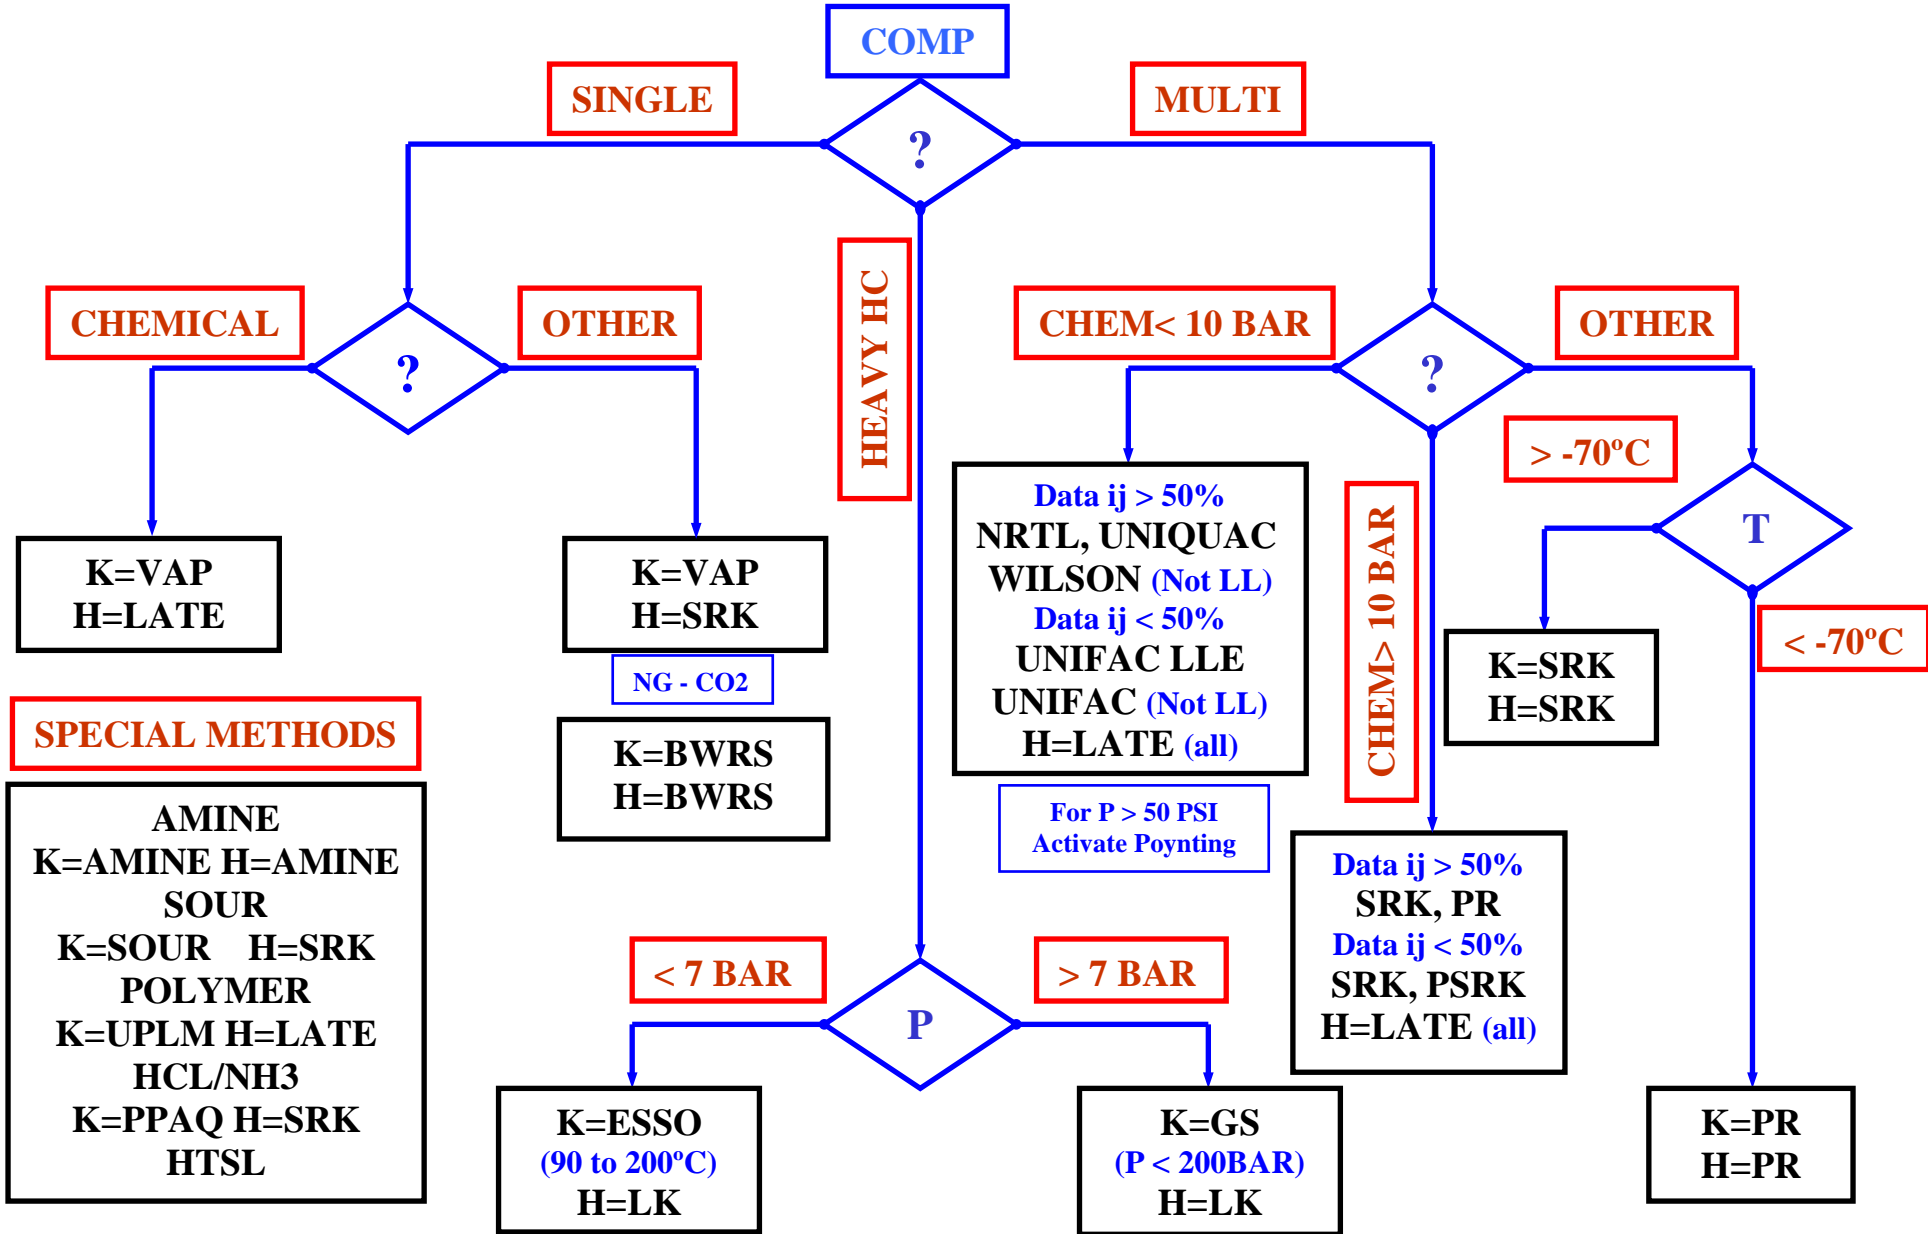 COMP
SINGLE
MULTI
?
HEAVY HC
CHEMICAL
OTHER
?
CHEM< 10 BAR
OTHER
?
> -70ºC
< -70ºC
T
CHEM> 10 BAR
K=VAP
H=LATE
K=VAP
H=SRK
NG - CO2
K=BWRS
H=BWRS
Data ij > 50%
NRTL, UNIQUAC
WILSON (Not LL)
Data ij < 50%
UNIFAC LLE
UNIFAC (Not LL)
H=LATE (all)
For P > 50 PSI
Activate Poynting
K=SRK
H=SRK
Data ij > 50%
SRK, PR
Data ij < 50%
SRK, PSRK
H=LATE (all)
SPECIAL METHODS
AMINE
K=AMINE H=AMINE
SOUR
K=SOUR H=SRK
POLYMER
K=UPLM H=LATE
HCL/NH3
K=PPAQ H=SRK
HTSL
< 7 BAR
> 7 BAR
P
K=ESSO
(90 to 200ºC)
H=LK
K=GS
(P < 200BAR)
H=LK
K=PR
H=PR